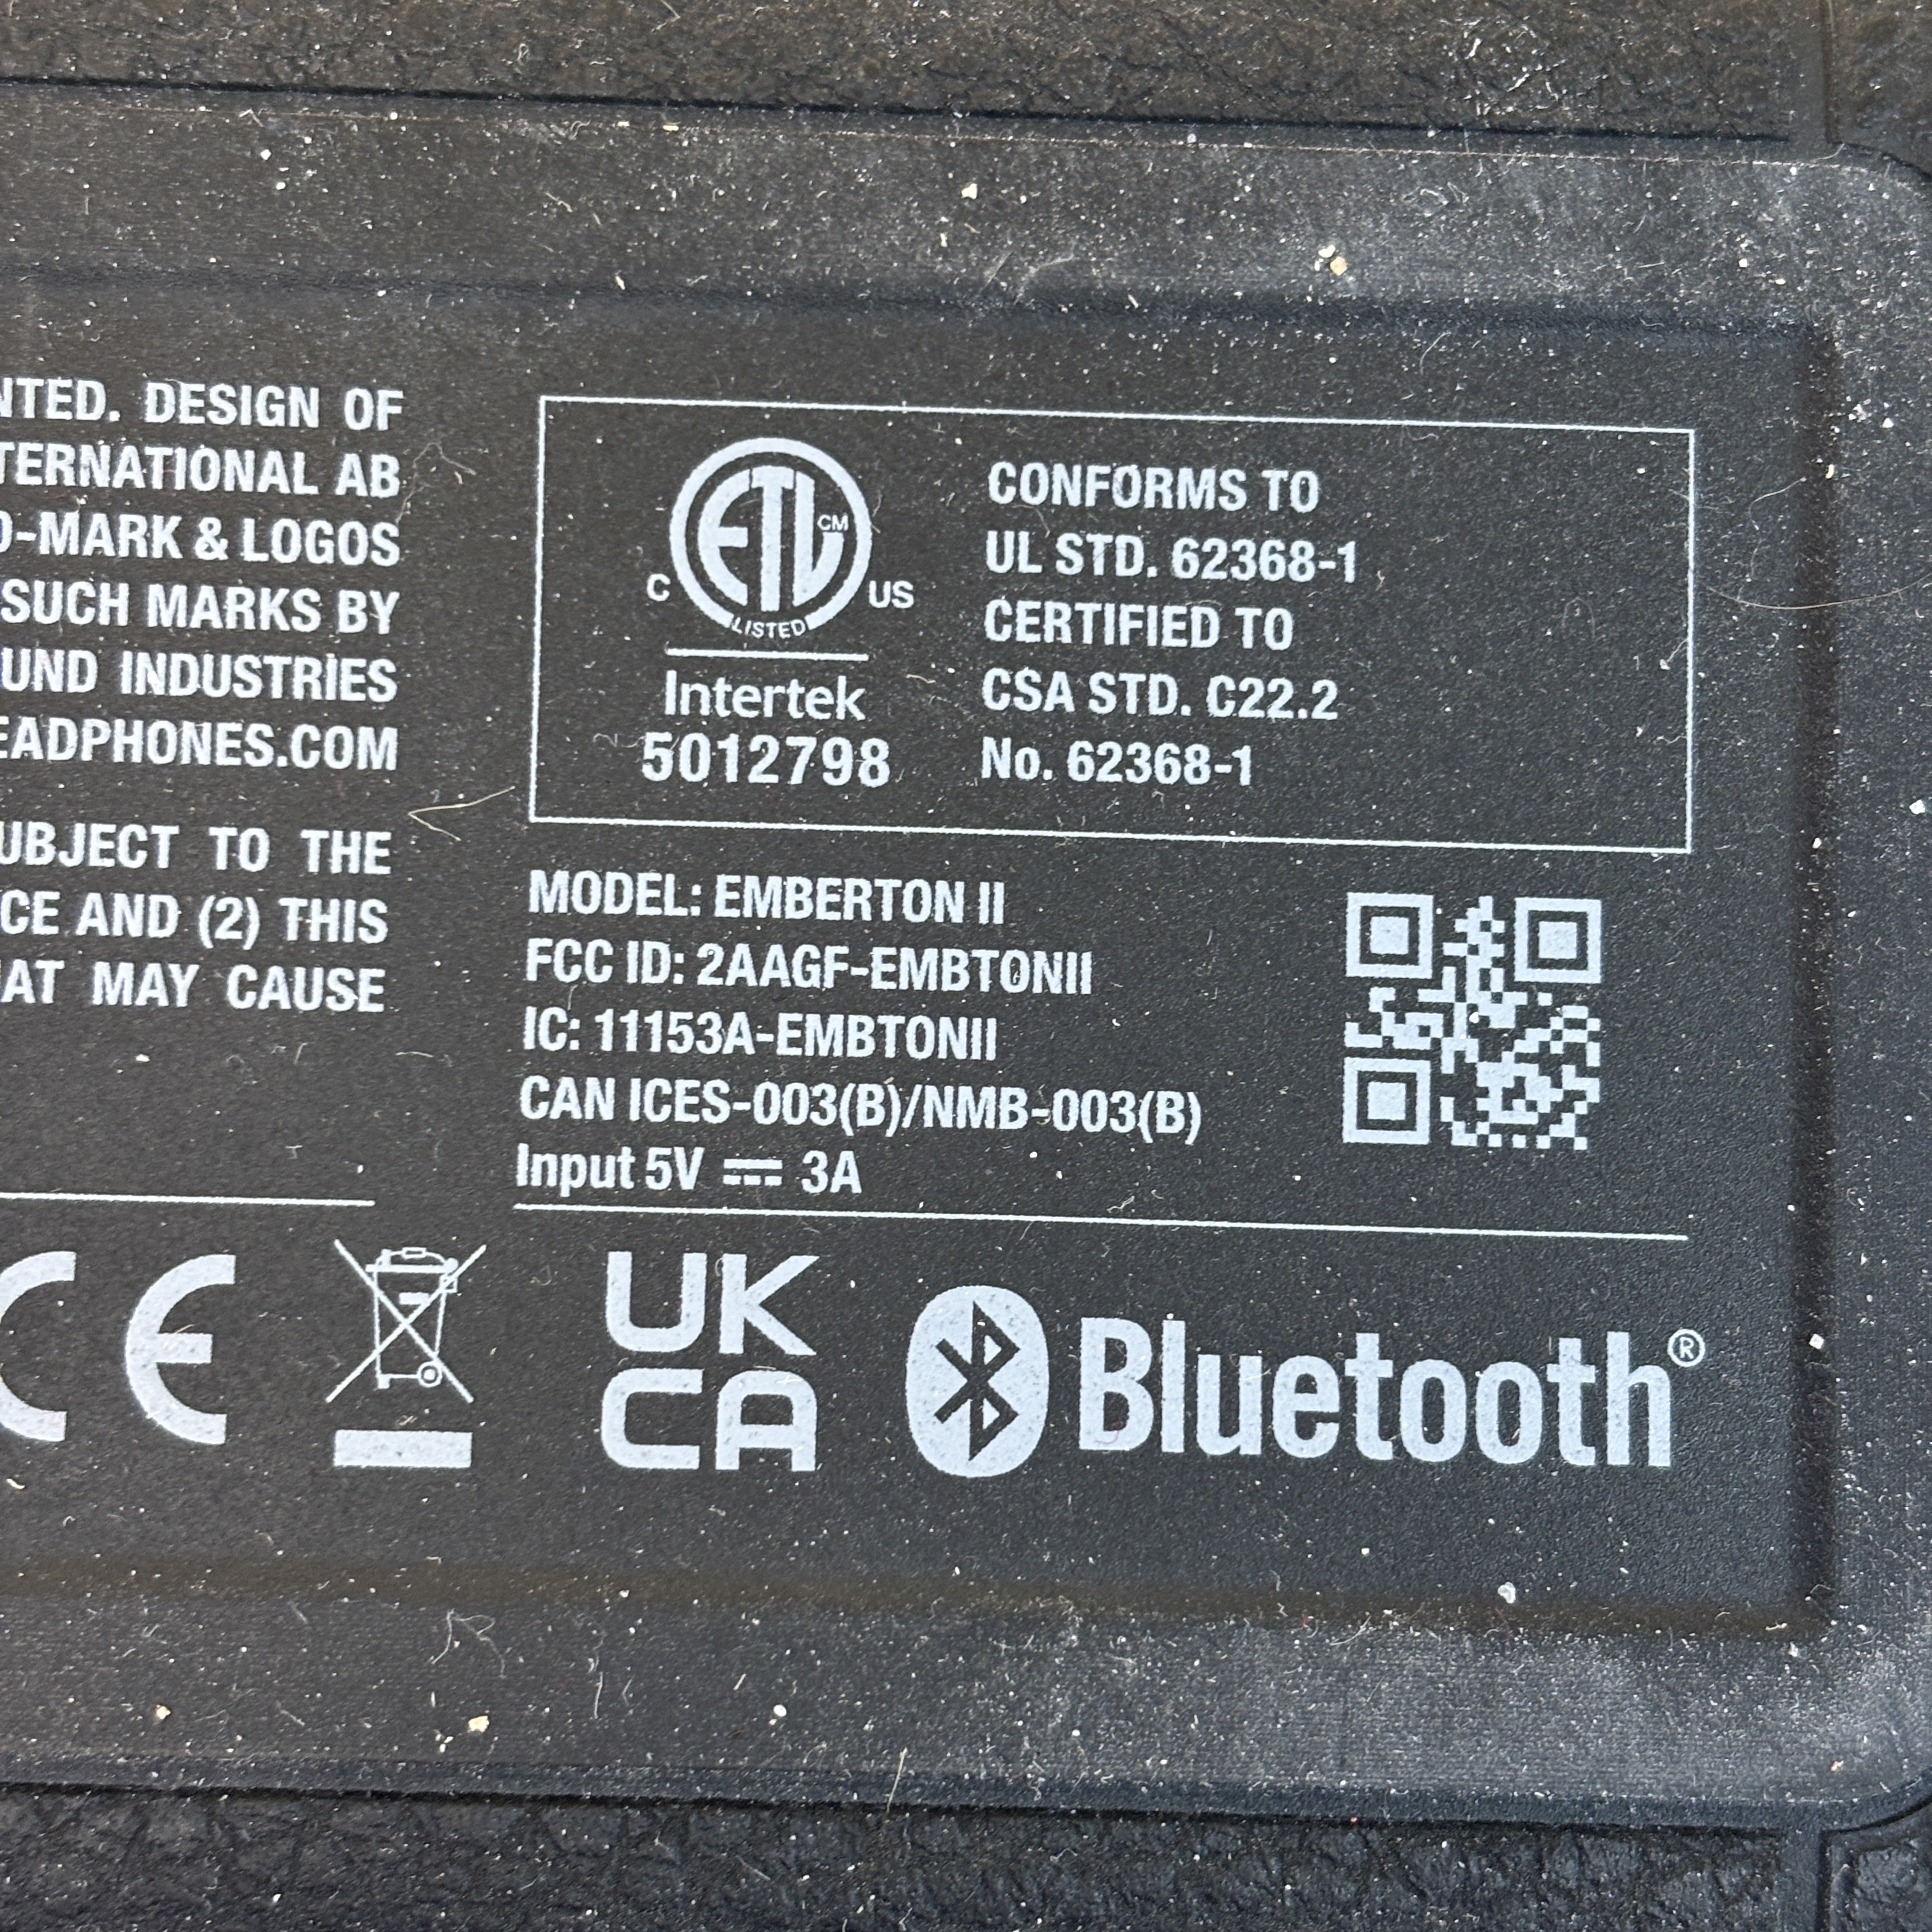 NTED. DESIGN OF
TERNATIONAL AB
D-MARK & LOGOS
SUCH MARKS BY
UND INDUSTRIES
EADPHONES.COM
UBJECT TO THE
CE AND (2) THIS
AT MAY CAUSE
CE
ETL CM
C US
LISTED
Intertek
5012798
CONFORMS TO
UL STD. 62368-1
CERTIFIED TO
CSA STD. C22.2
No. 62368-1
MODEL: EMBERTON II
FCC ID: 2AAGF-EMBTONII
IC: 11153A-EMBTONII
CAN ICES-003(B)/NMB-003(B)
Input 5V ⎓ 3A
UK
CA
Bluetooth®